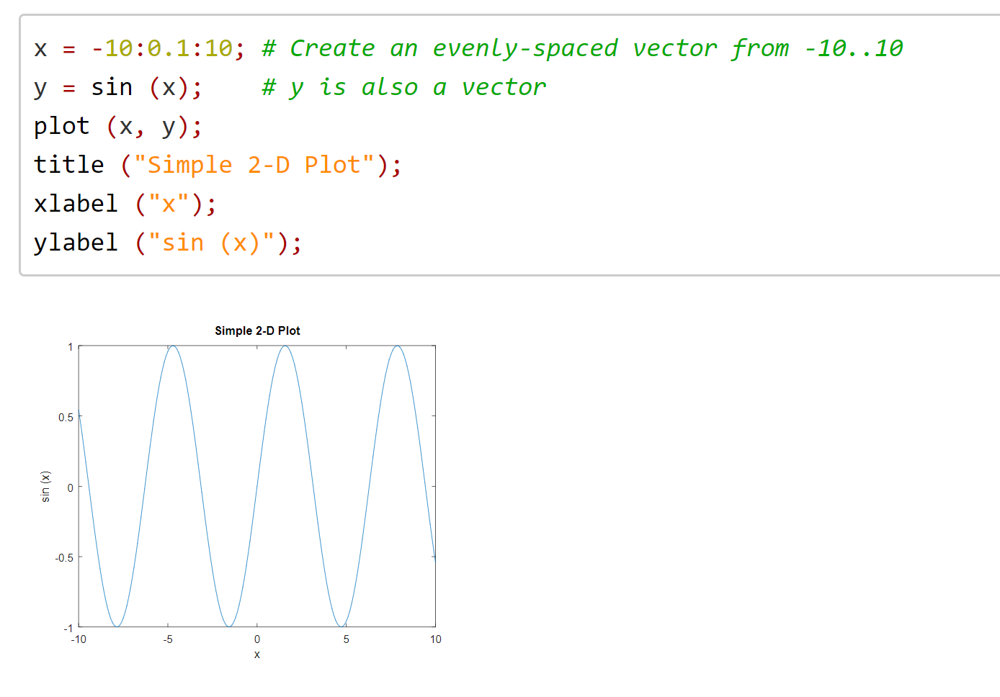 x = -10:0.1:10; # Create an evenly-spaced vector from -10..10
y = sin (x);    # y is also a vector
plot (x, y);
title ("Simple 2-D Plot");
xlabel ("x");
ylabel ("sin (x)");
Simple 2-D Plot
1
0.5
0
-0.5
-1
sin (x)
-10 -5 0 5 10
x